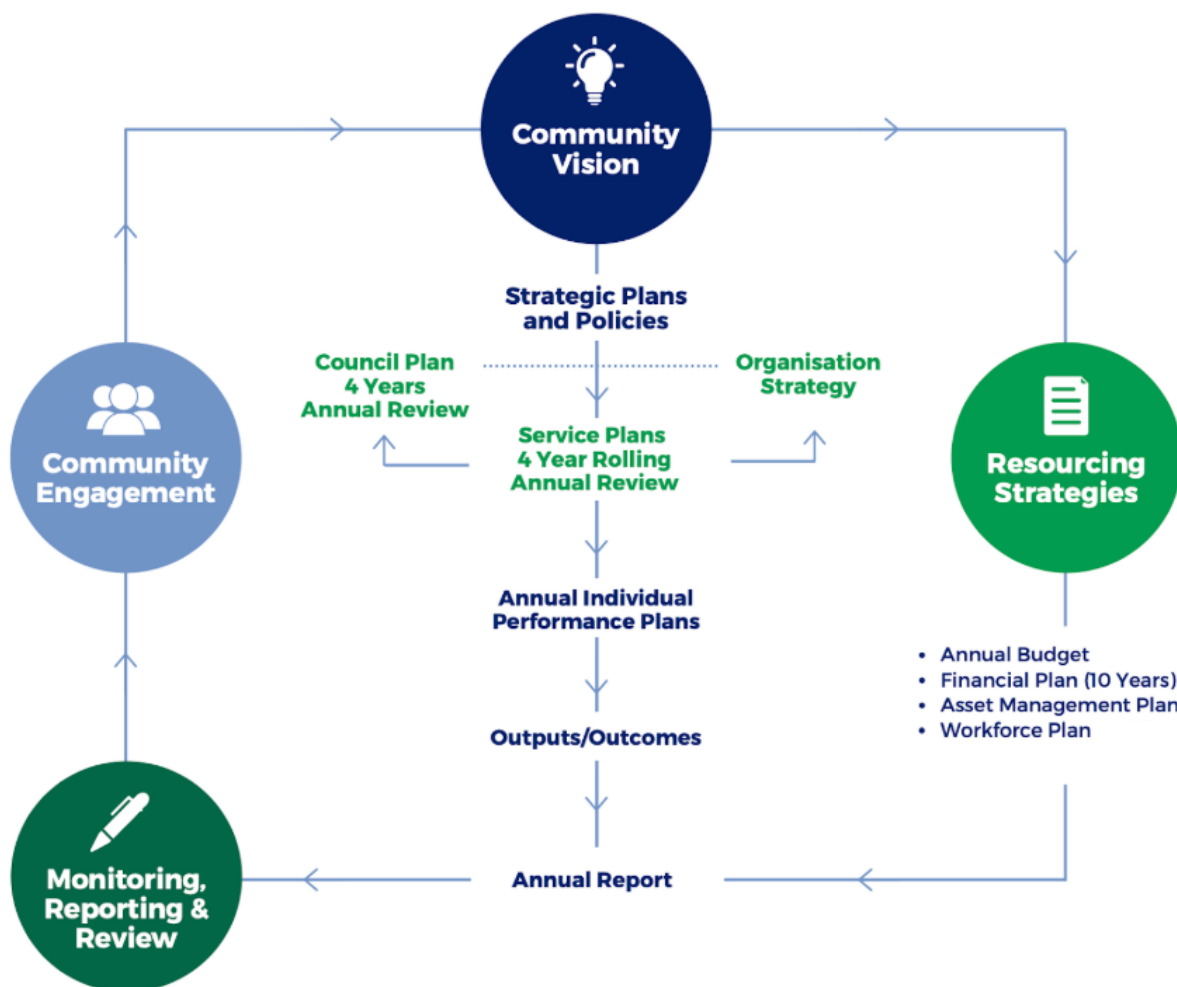 Community
Vision
Strategic Plans
and Policies
Council Plan
4 Years
Annual Review
Organisation
Strategy
Service Plans
4 Year Rolling
Annual Review
Community
Engagement
Resourcing
Strategies
Annual Individual
Performance Plans
• Annual Budget
• Financial Plan (10 Years)
• Asset Management Plan
• Workforce Plan
Outputs/Outcomes
Monitoring,
Reporting &
Review
Annual Report